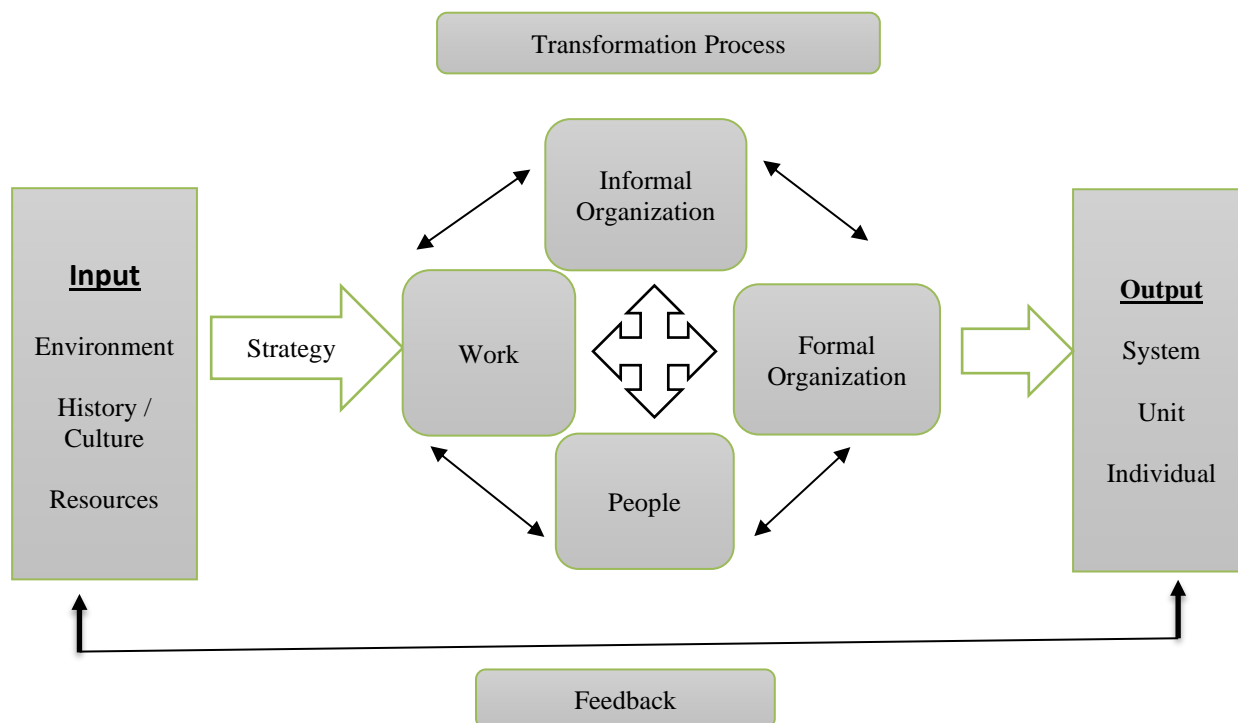 Transformation Process
Input
Environment
History /
Culture
Resources
Strategy
Informal
Organization
Work
Formal
Organization
People
Output
System
Unit
Individual
Feedback